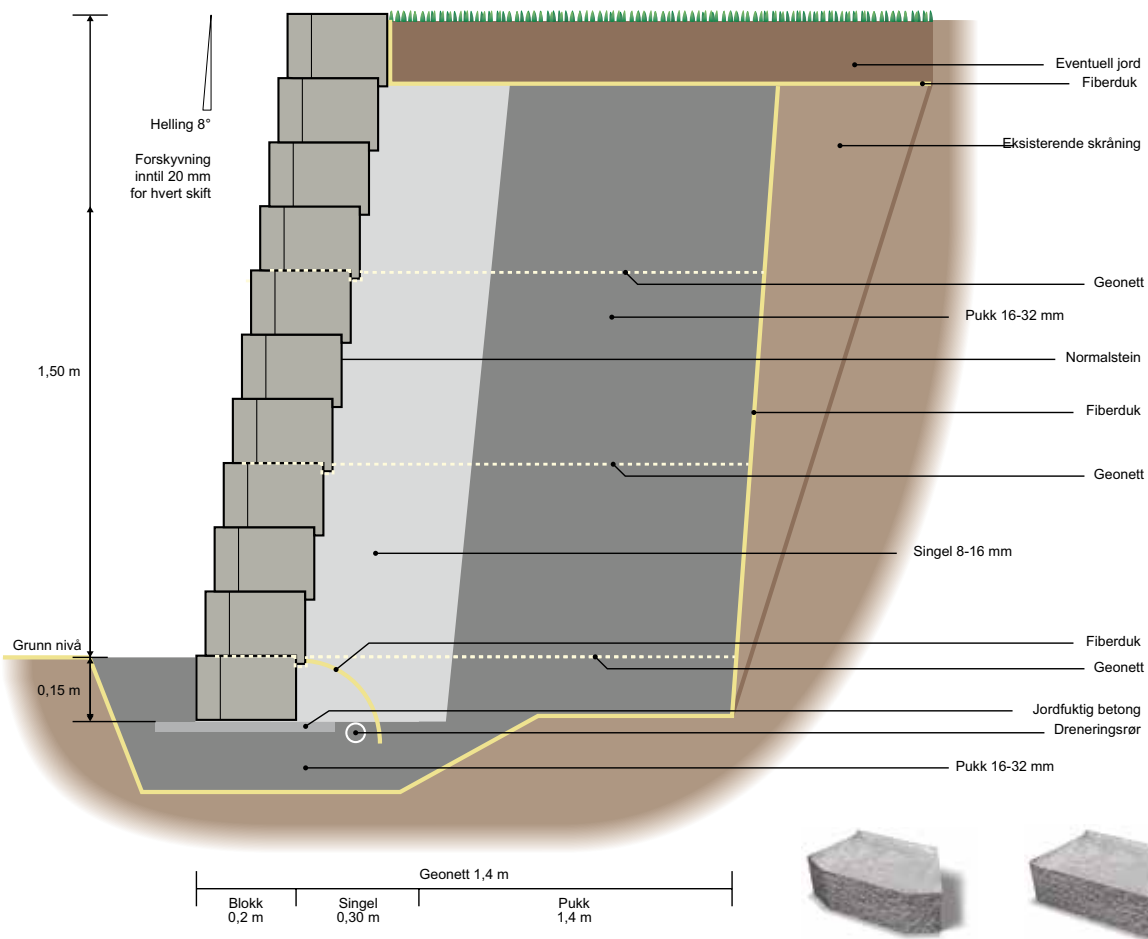 Eventuell jord
Fiberduk
Helling 8°
Forskyvning
inntil 20 mm
for hvert skift
Eksisterende skråning
Geonett
Pukk 16-32 mm
1,50 m
Normalstein
Fiberduk
Geonett
Singel 8-16 mm
Grunn nivå
Fiberduk
Geonett
0,15 m
Jordfuktig betong
Dreneringsrør
Pukk 16-32 mm
Geonett 1,4 m
Blokk
0,2 m
Singel
0,30 m
Pukk
1,4 m